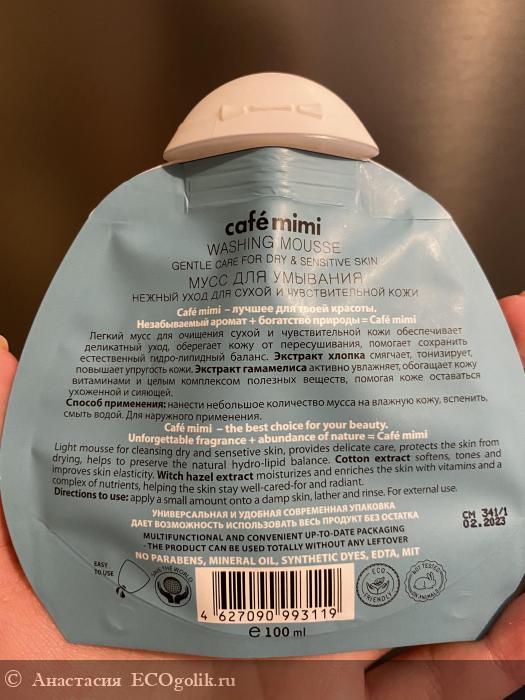 café mimi
WASHING MOUSSE
GENTLE CARE FOR DRY & SENSITIVE SKIN
МУСС ДЛЯ УМЫВАНИЯ
НЕЖНЫЙ УХОД ДЛЯ СУХОЙ И ЧУВСТВИТЕЛЬНОЙ КОЖИ
Café mimi – лучшее для твоей красоты.
Незабываемый аромат + богатство природы = Café mimi
Легкий мусс для очищения сухой и чувствительной кожи обеспечивает
деликатный уход, оберегает кожу от пересушивания, помогает сохранить
естественный гидро-липидный баланс. Экстракт хлопка смягчает, тонизирует,
повышает упругость кожи. Экстракт гамамелиса активно увлажняет, обогащает кожу
витаминами и целым комплексом полезных веществ, помогая коже оставаться
ухоженной и сияющей.
Способ применения: нанести небольшое количество мусса на влажную кожу, вспенить,
смыть водой. Для наружного применения.
Café mimi – the best choice for your beauty.
Unforgettable fragrance + abundance of nature = Café mimi
Light mousse for cleansing dry and sensetive skin, provides delicate care, protects the skin from
drying, helps to preserve the natural hydro-lipid balance. Cotton extract softens, tones and
improves skin elasticity. Witch hazel extract moisturizes and enriches the skin with vitamins and a
complex of nutrients, helping the skin stay well-cared-for and radiant.
Directions to use: apply a small amount onto a damp skin, lather and rinse. For external use.
УНИВЕРСАЛЬНАЯ И УДОБНАЯ СОВРЕМЕННАЯ УПАКОВКА
ДАЕТ ВОЗМОЖНОСТЬ ИСПОЛЬЗОВАТЬ ВЕСЬ ПРОДУКТ БЕЗ ОСТАТКА
СМ 341/1
02.2023
MULTIFUNCTIONAL AND CONVENIENT UP-TO-DATE PACKAGING
- THE PRODUCT CAN BE USED TOTALLY WITHOUT ANY LEFTOVER
NO PARABENS, MINERAL OIL, SYNTHETIC DYES, EDTA, MIT
EASY
TO USE
SAVE THE WORLD
ECO
FRIENDLY
NOT TESTED
ON ANIMALS
4 627090 993119
e 100 ml
© Анастасия ECOgolik.ru